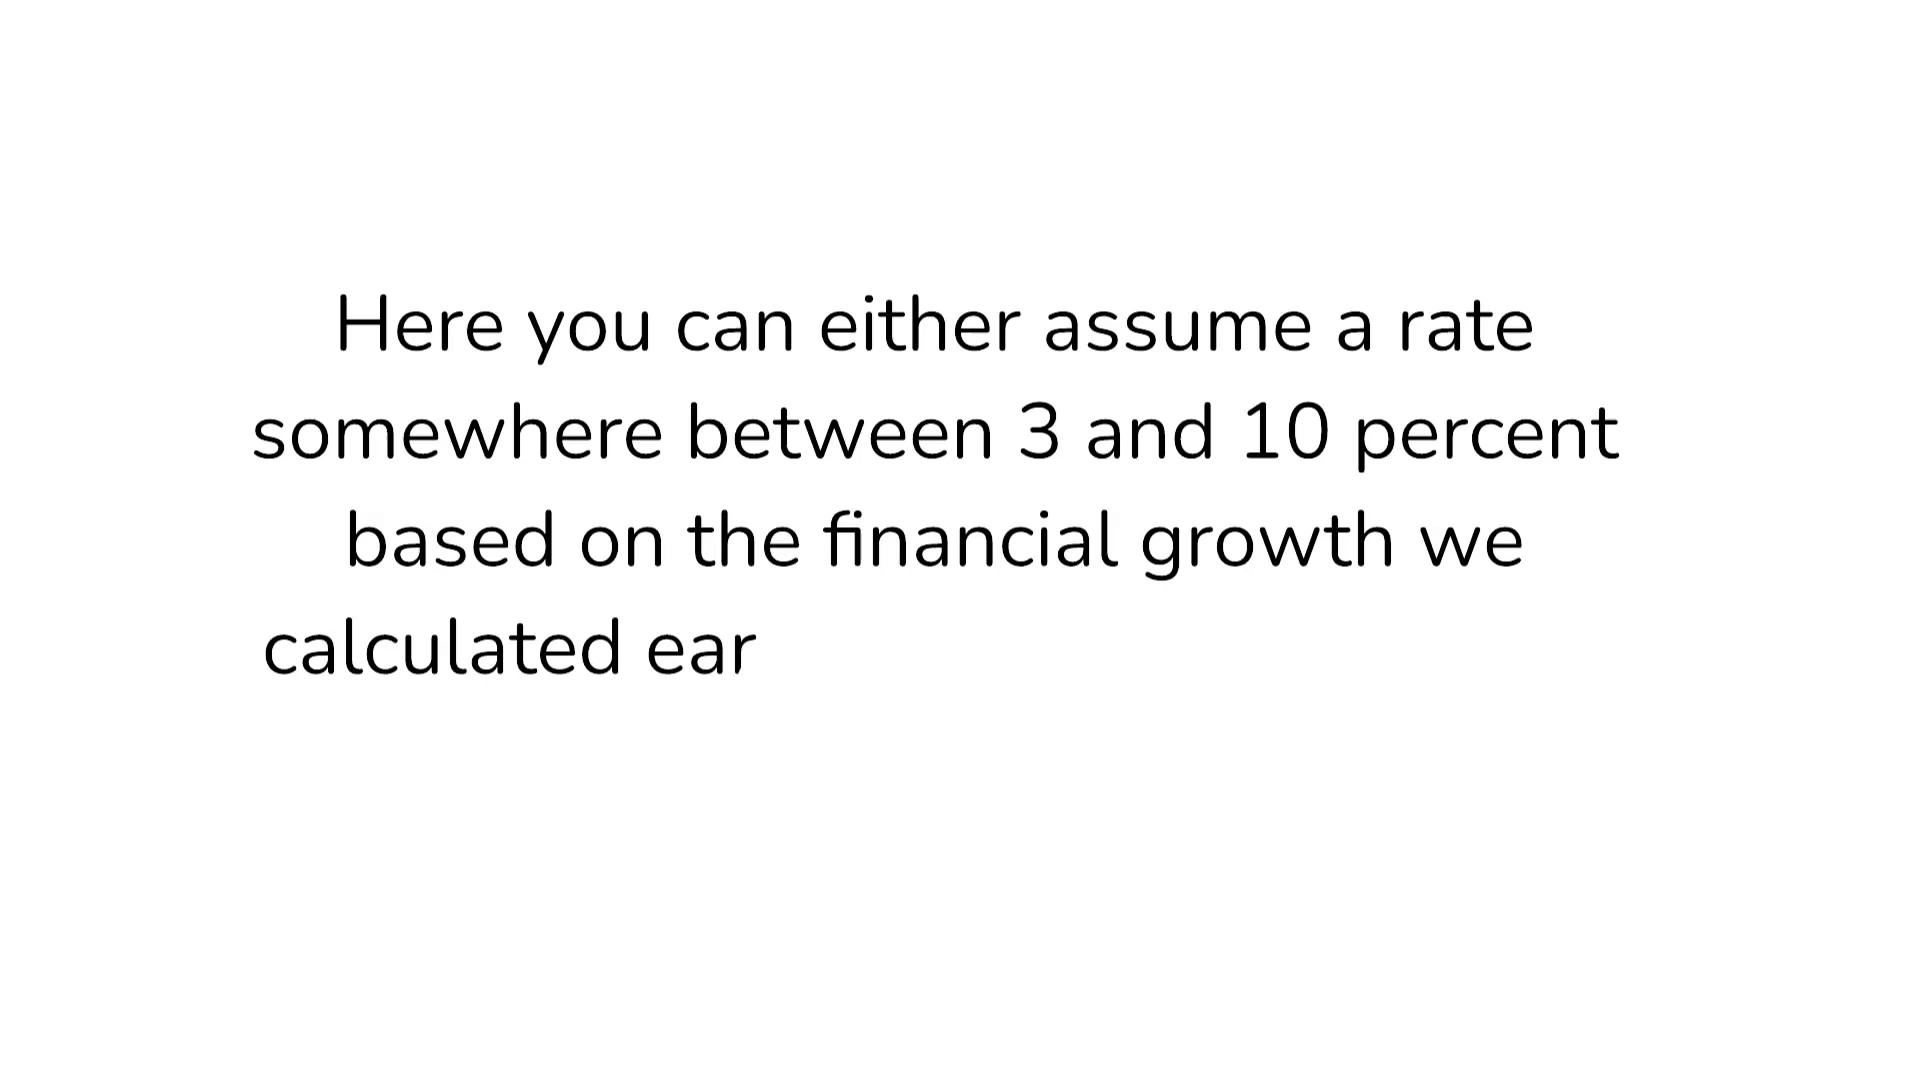 Here you can either assume a rate
somewhere between 3 and 10 percent
based on the financial growth we
calculated ear